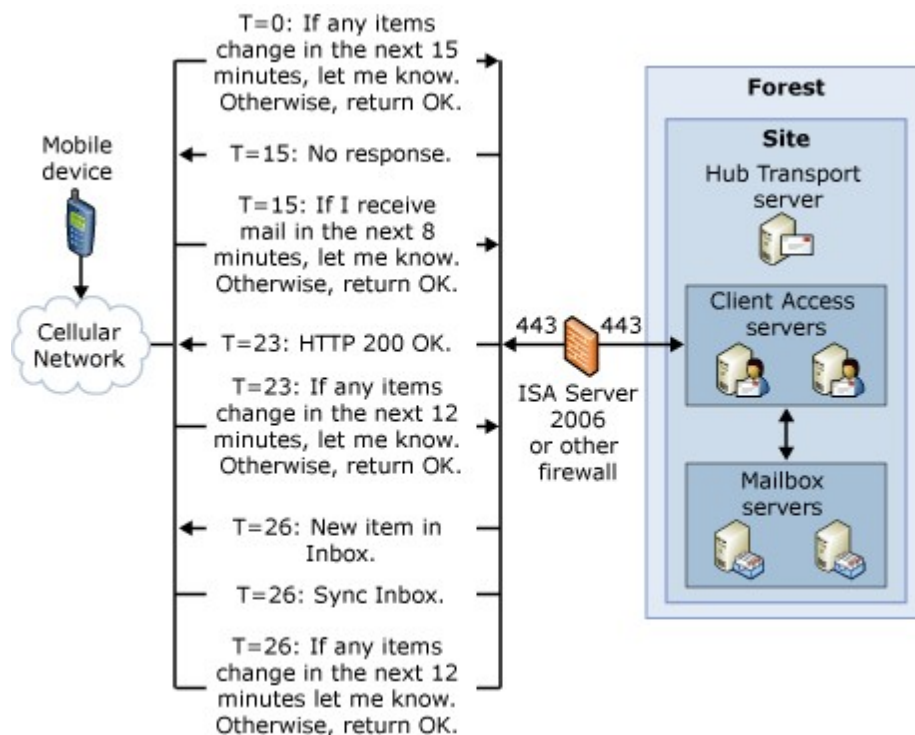 T=0: If any items
change in the next 15
minutes, let me know.
Otherwise, return OK.
Mobile
device
T=15: No response.
T=15: If I receive
mail in the next 8
minutes, let me know.
Otherwise, return OK.
Cellular
Network
T=23: HTTP 200 OK.
T=23: If any items
change in the next 12
minutes, let me know.
Otherwise, return OK.
T=26: New item in
Inbox.
T=26: Sync Inbox.
T=26: If any items
change in the next 12
minutes let me know.
Otherwise, return OK.
443 443
ISA Server
2006
or other
firewall
Forest
Site
Hub Transport
server
Client Access
servers
Mailbox
servers